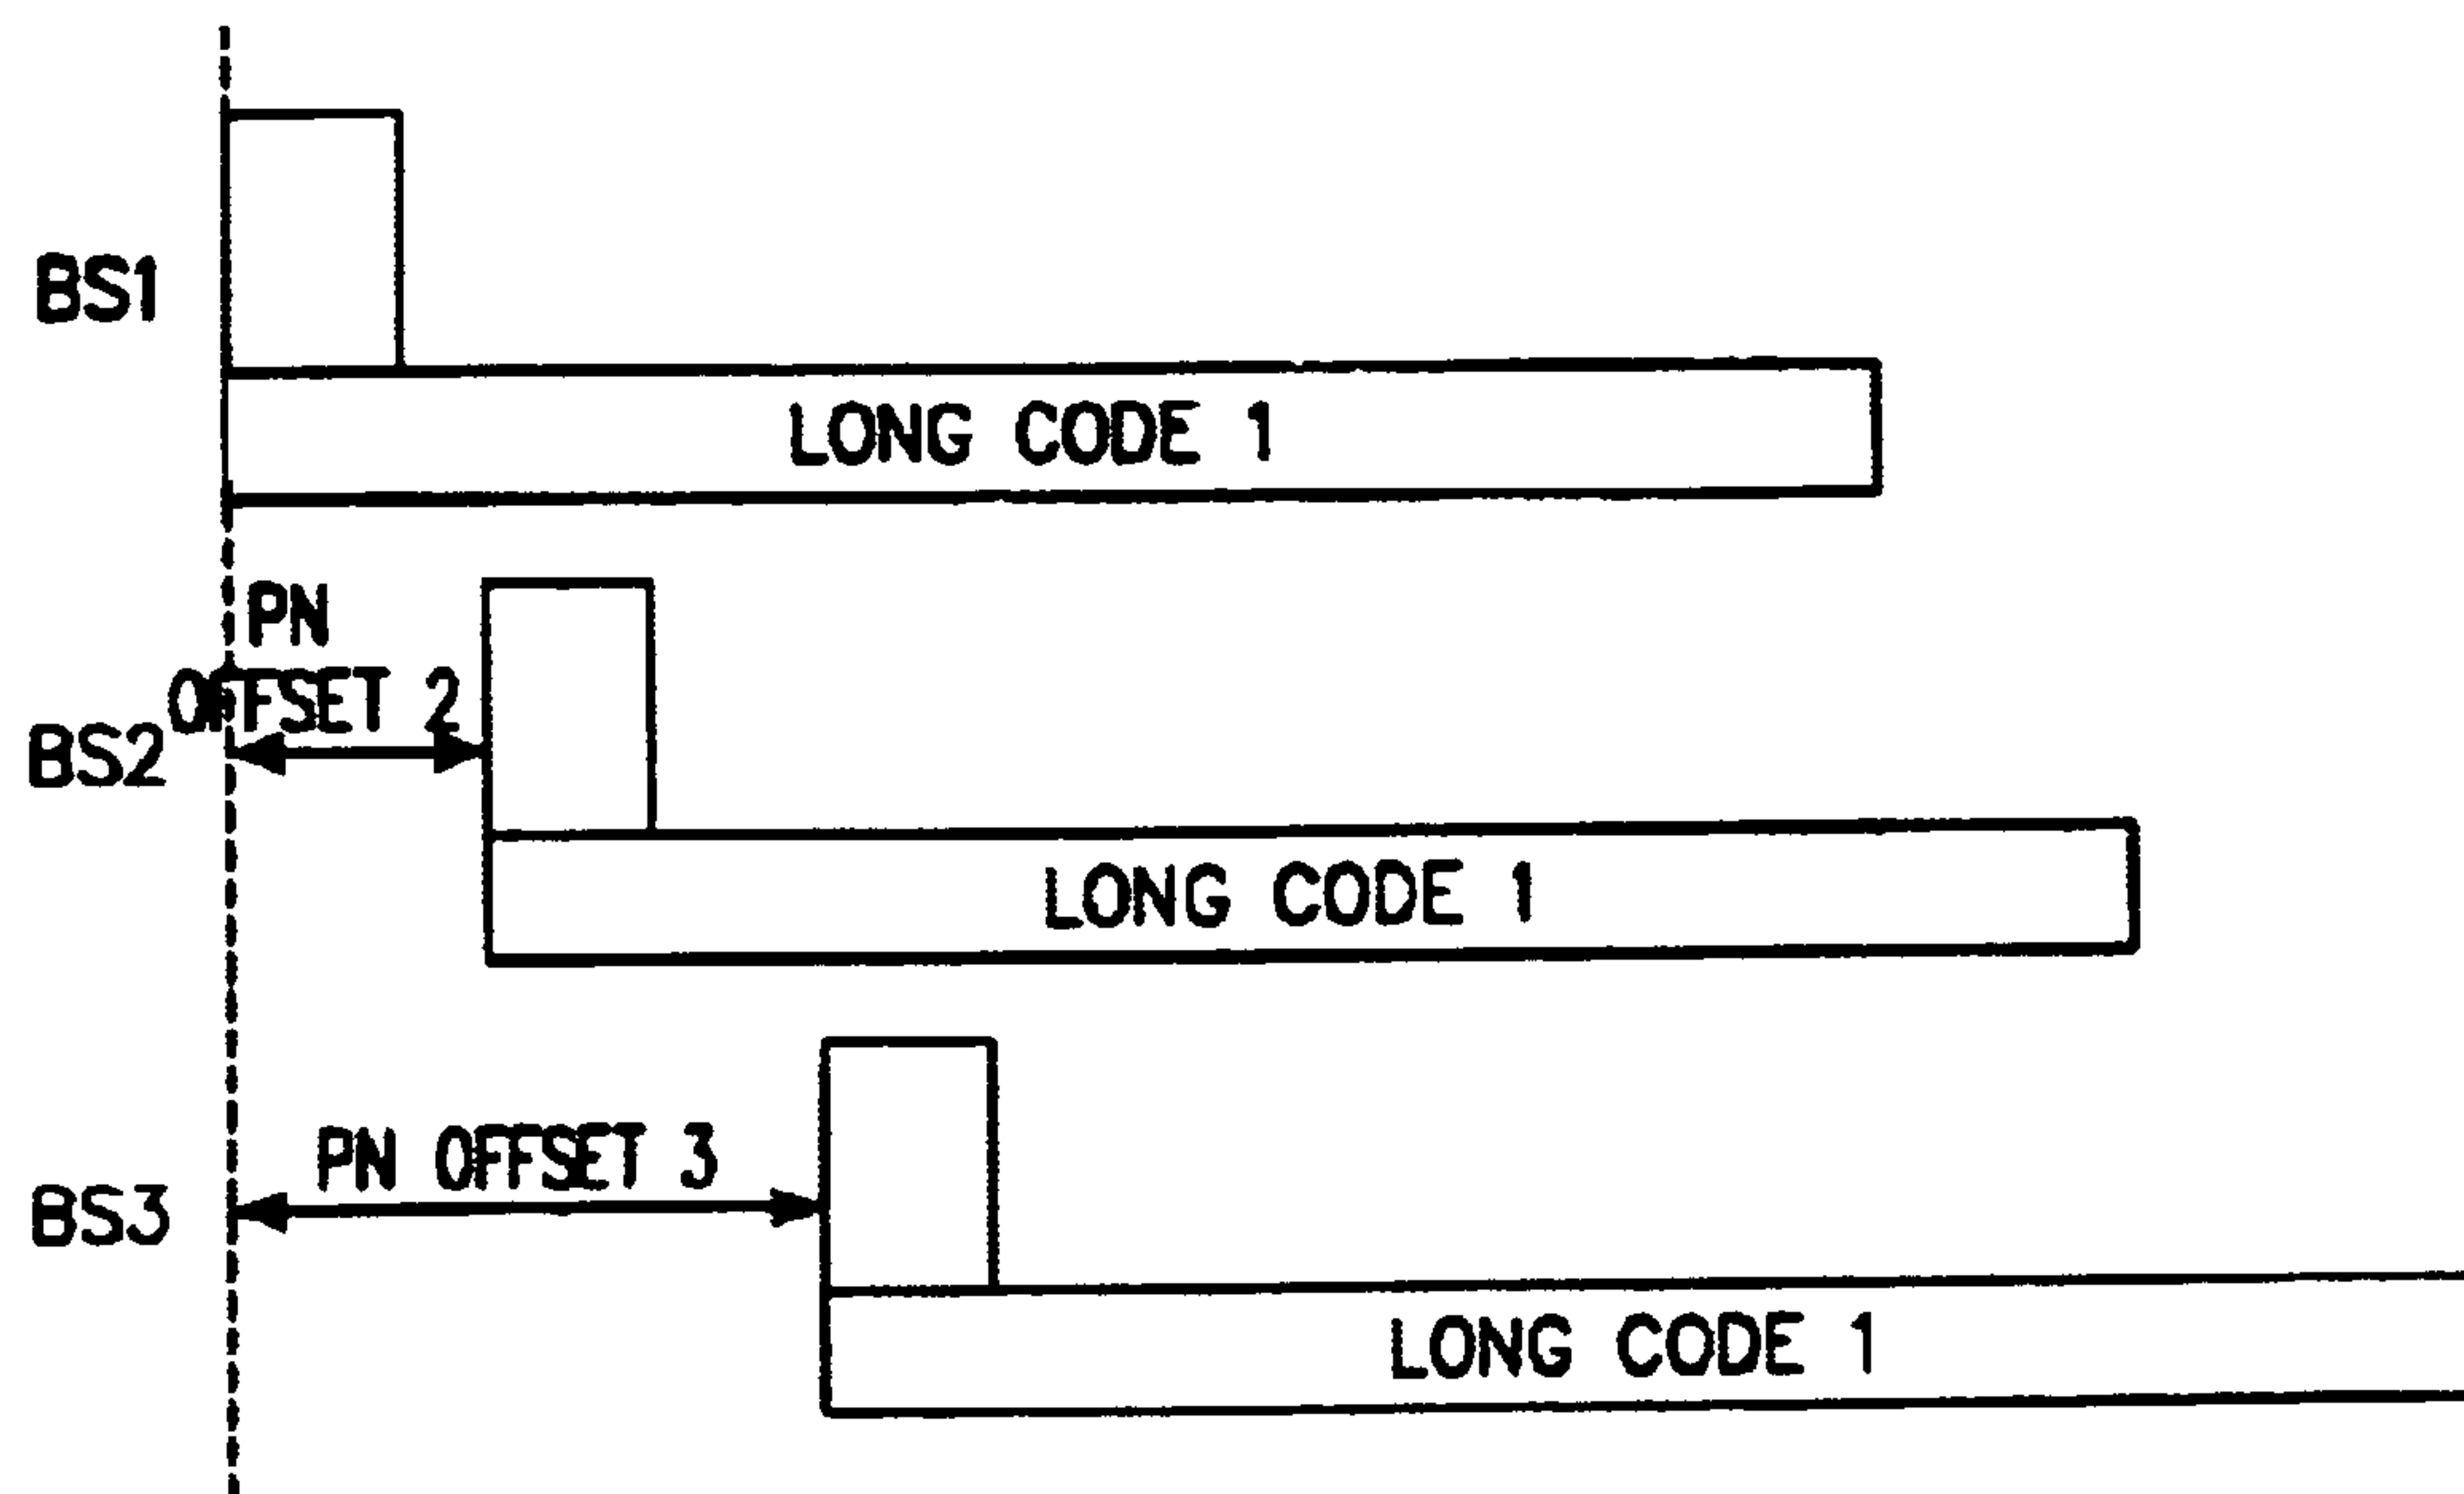 BS1
LONG CODE 1
PN
OFFSET 2
BS2
LONG CODE 1
PN OFFSET 3
BS3
LONG CODE 1